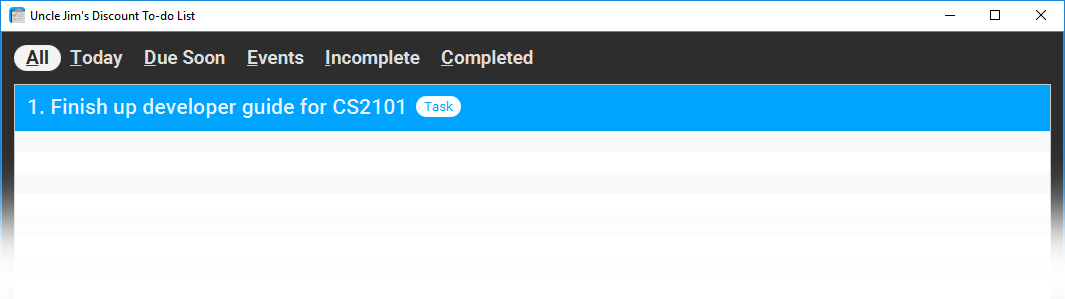 Uncle Jim's Discount To-do List
All Today Due Soon Events Incomplete Completed
1. Finish up developer guide for CS2101 Task